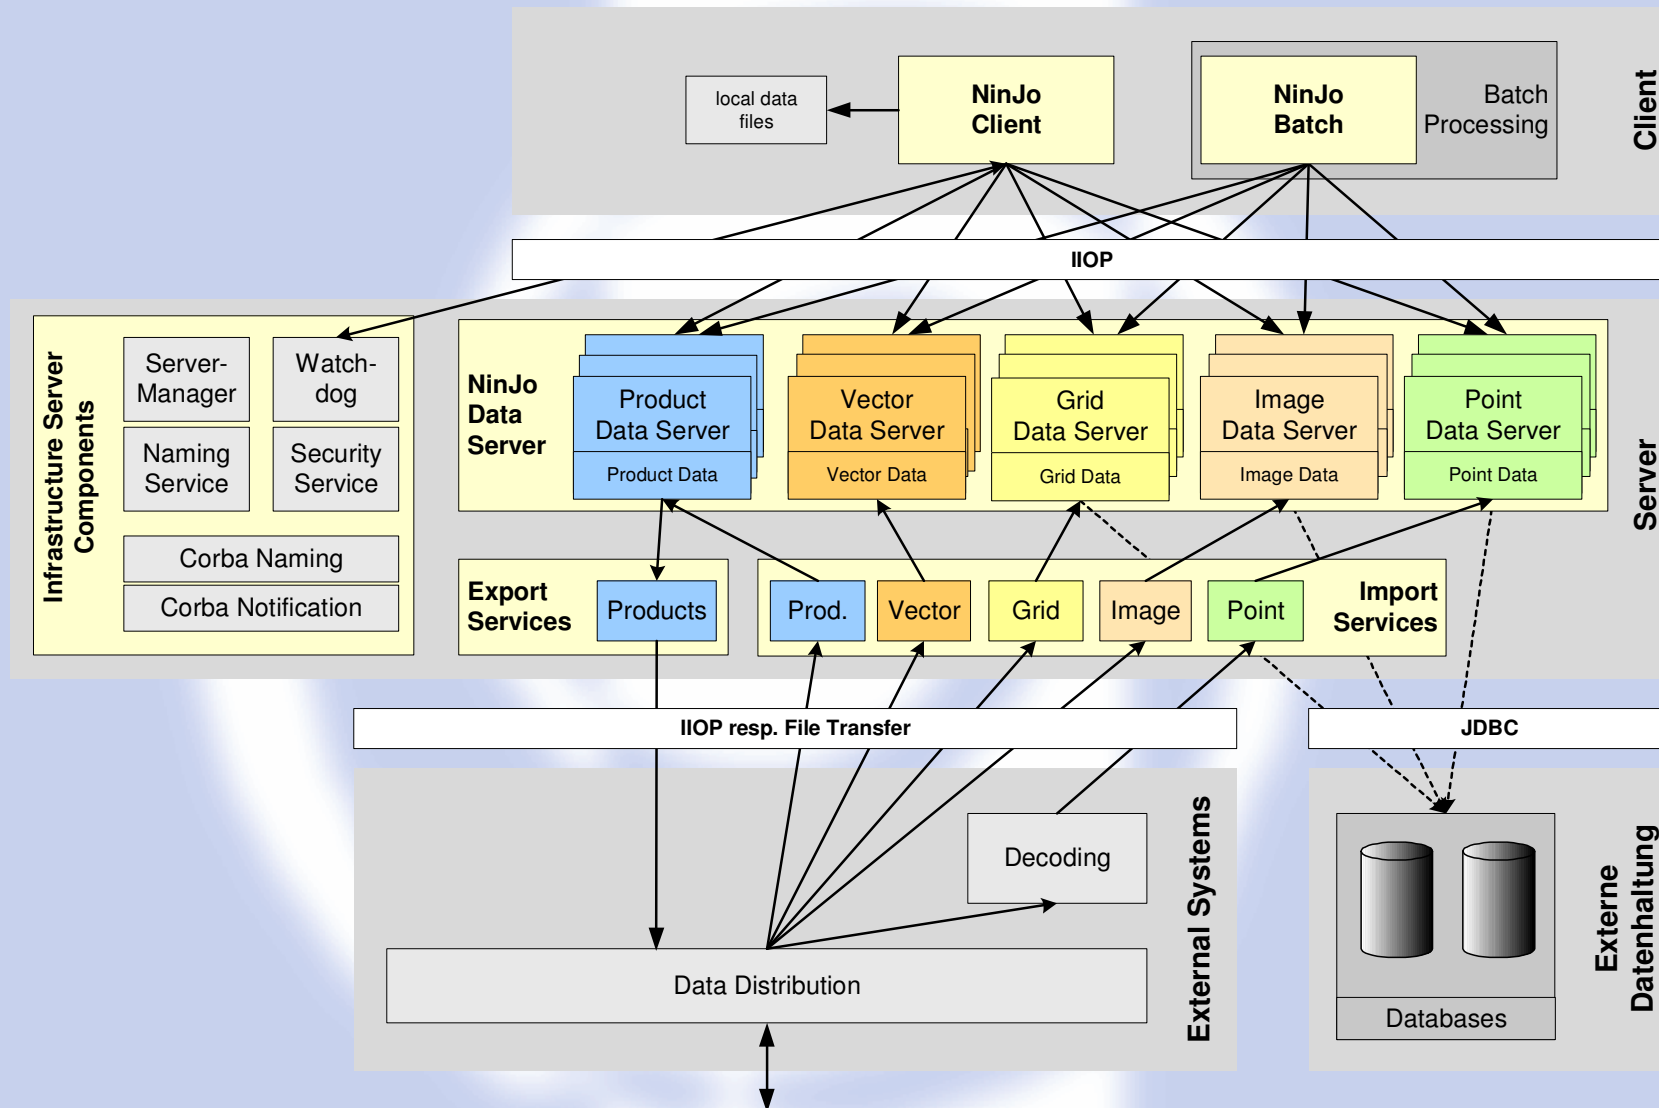 local data
files
NinJo
Client
NinJo
Batch
Batch
Processing
Client
IIOP
Infrastructure Server
Components
Server-
Manager
Watch-
dog
Naming
Service
Security
Service
Corba Naming
Corba Notification
NinJo
Data
Server
Product
Data Server
Product Data
Vector
Data Server
Vector Data
Grid
Data Server
Grid Data
Image
Data Server
Image Data
Point
Data Server
Point Data
Server
Export
Services
Products
Prod.
Vector
Grid
Image
Point
Import
Services
IIOP resp. File Transfer
JDBC
Decoding
Data Distribution
External Systems
Databases
Externe
Datenhaltung